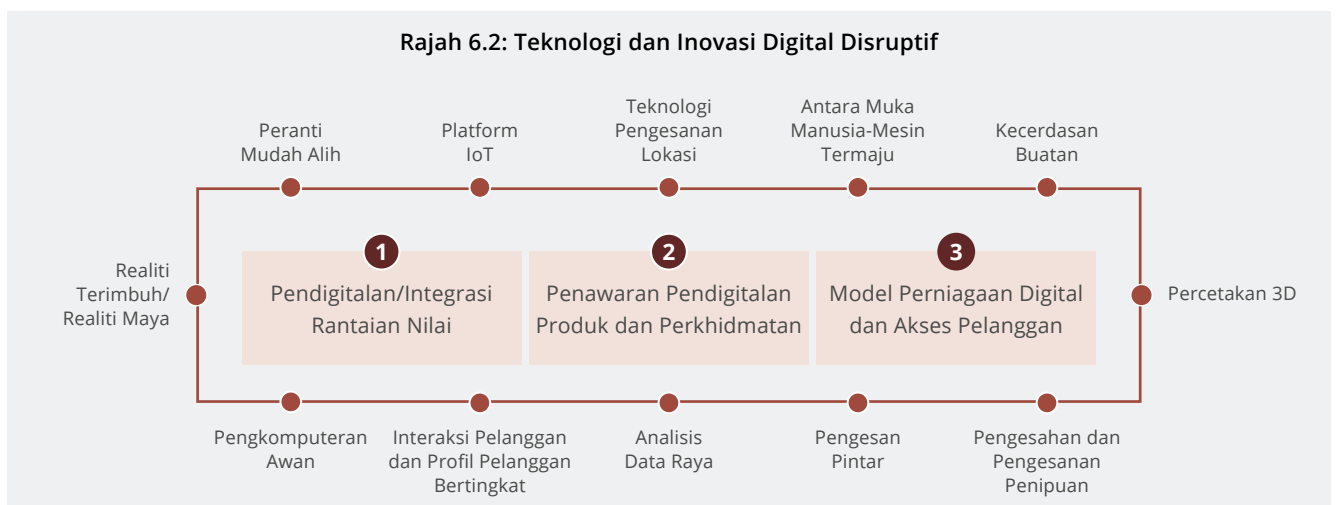 Rajah 6.2: Teknologi dan Inovasi Digital Disruptif
Peranti
Mudah Alih
Platform
IoT
Teknologi
Pengesanan
Lokasi
Antara Muka
Manusia-Mesin
Termaju
Kecerdasan
Buatan
Realiti
Terimbuh/
Realiti Maya
1
Pendigitalan/Integrasi
Rantaian Nilai
2
Penawaran Pendigitalan
Produk dan Perkhidmatan
3
Model Perniagaan Digital
dan Akses Pelanggan
Percetakan 3D
Pengkomputeran
Awan
Interaksi Pelanggan
dan Profil Pelanggan
Bertingkat
Analisis
Data Raya
Pengesan
Pintar
Pengesahan dan
Pengesanan
Penipuan